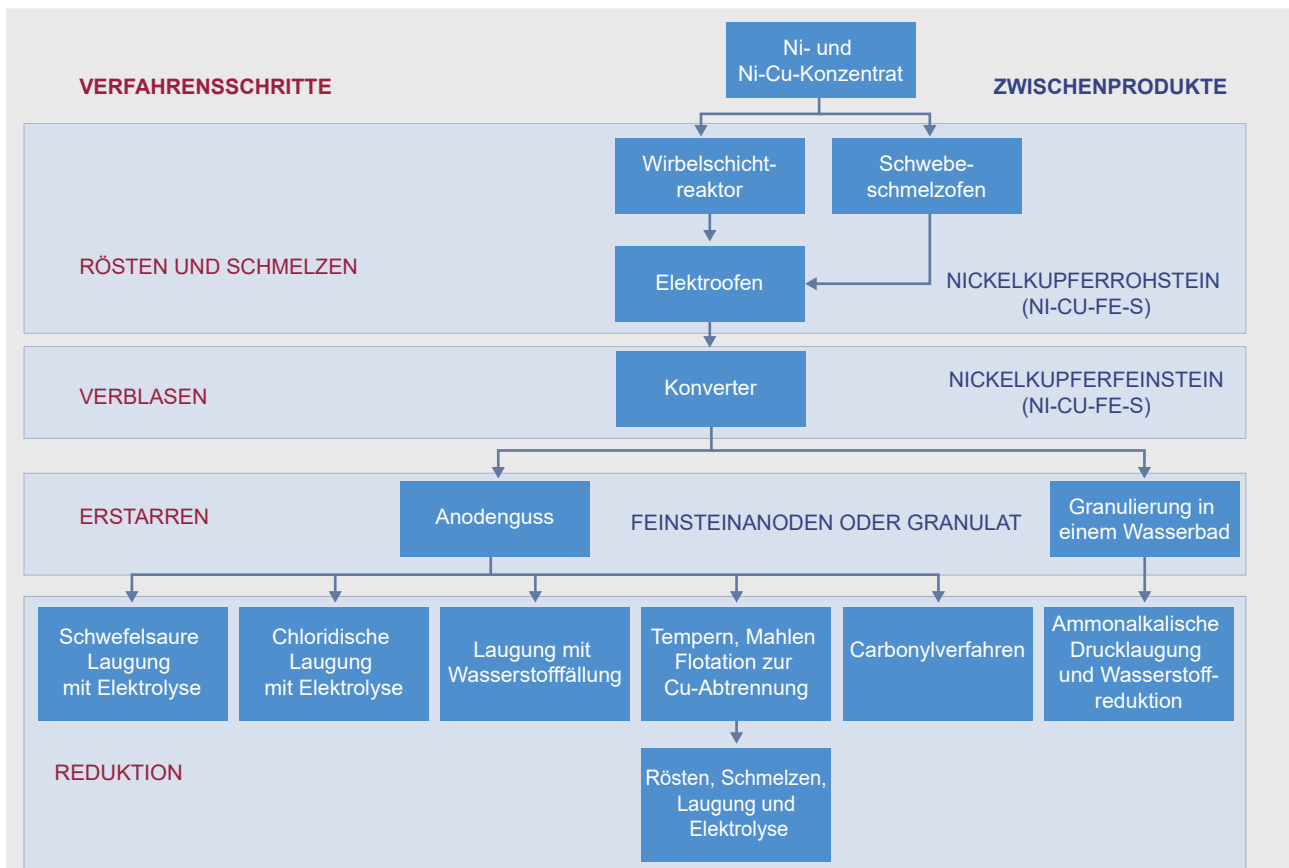 Ni- und
Ni-Cu-Konzentrat
VERFAHRENSSCHRITTE
ZWISCHENPRODUKTE
Wirbelschicht-
reaktor
Schwebe-
schmelzofen
RÖSTEN UND SCHMELZEN
Elektroofen
NICKELKUPFERROHSTEIN
(NI-CU-FE-S)
VERBLASEN
Konverter
NICKELKUPFERFEINSTEIN
(NI-CU-FE-S)
ERSTARREN
Anodenguss
FEINSTEINANODEN ODER GRANULAT
Granulierung in
einem Wasserbad
Schwefelsaure
Laugung
mit Elektrolyse
Chloridische
Laugung
mit Elektrolyse
Laugung mit
Wasserstofffällung
Tempern, Mahlen
Flotation zur
Cu-Abtrennung
Carbonylverfahren
Ammonalkalische
Drucklaugung
und Wasserstoff-
reduktion
REDUKTION
Rösten, Schmelzen,
Laugung und
Elektrolyse